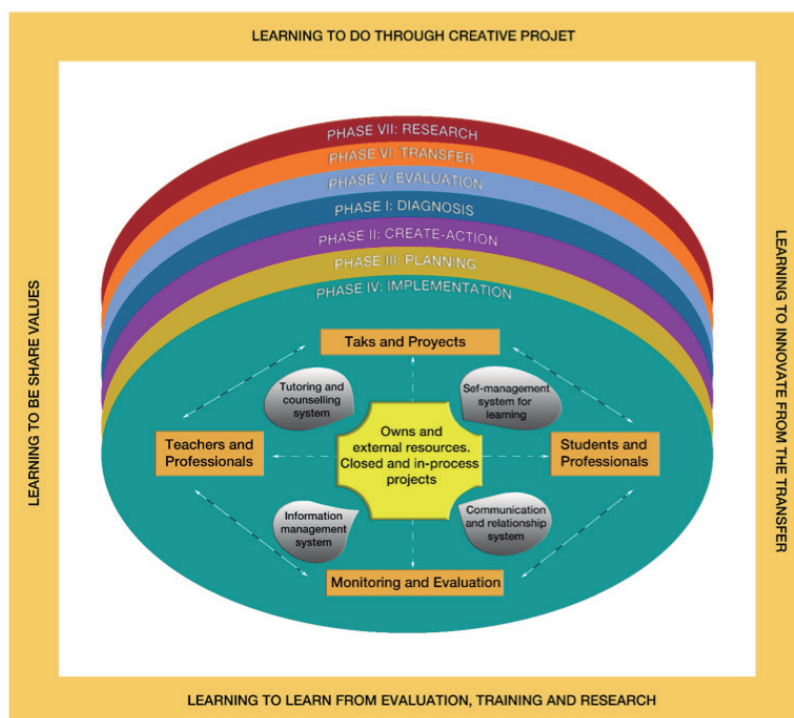 LEARNING TO DO THROUGH CREATIVE PROJET
PHASE VII: RESEARCH
PHASE VI: TRANSFER
PHASE V: EVALUATION
PHASE I: DIAGNOSIS
PHASE II: CREATE-ACTION
PHASE III: PLANNING
PHASE IV: IMPLEMENTATION
LEARNING TO BE SHARE VALUES
LEARNING TO INNOVATE FROM THE TRANSFER
Taks and Proyects
Tutoring and
counselling
system
Sef-management
system for
learning
Teachers and
Professionals
Owns and
external resources.
Closed and in-process
projects
Students and
Professionals
Information
management
system
Communication
and relationship
system
Monitoring and Evaluation
LEARNING TO LEARN FROM EVALUATION, TRAINING AND RESEARCH